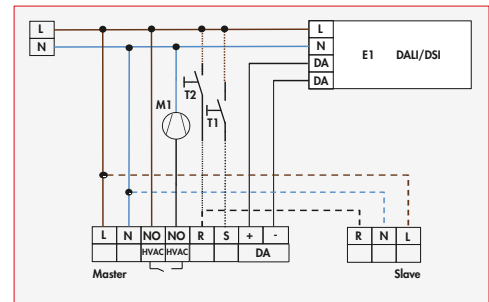 L
N
L
N
DA
DA
E1 DALI/DSI
T2
M1
T1
L N NO NO R S + -
HVAC HVAC DA
R N L
Master
Slave